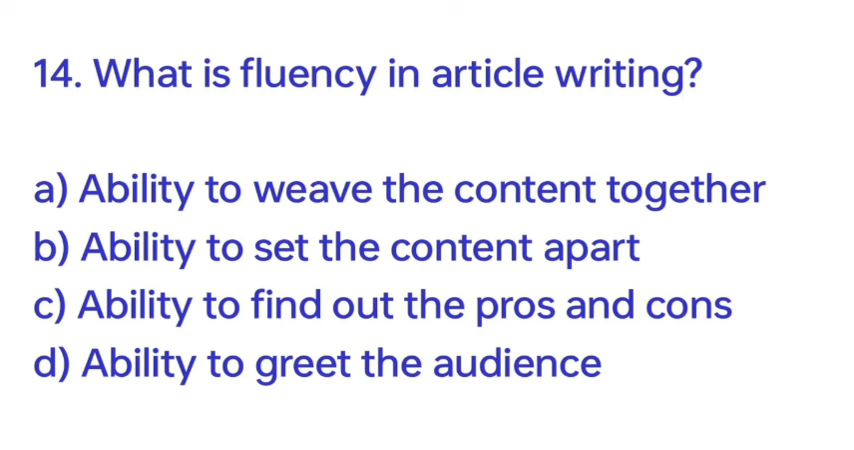 14. What is fluency in article writing?
a) Ability to weave the content together
b) Ability to set the content apart
c) Ability to find out the pros and cons
d) Ability to greet the audience